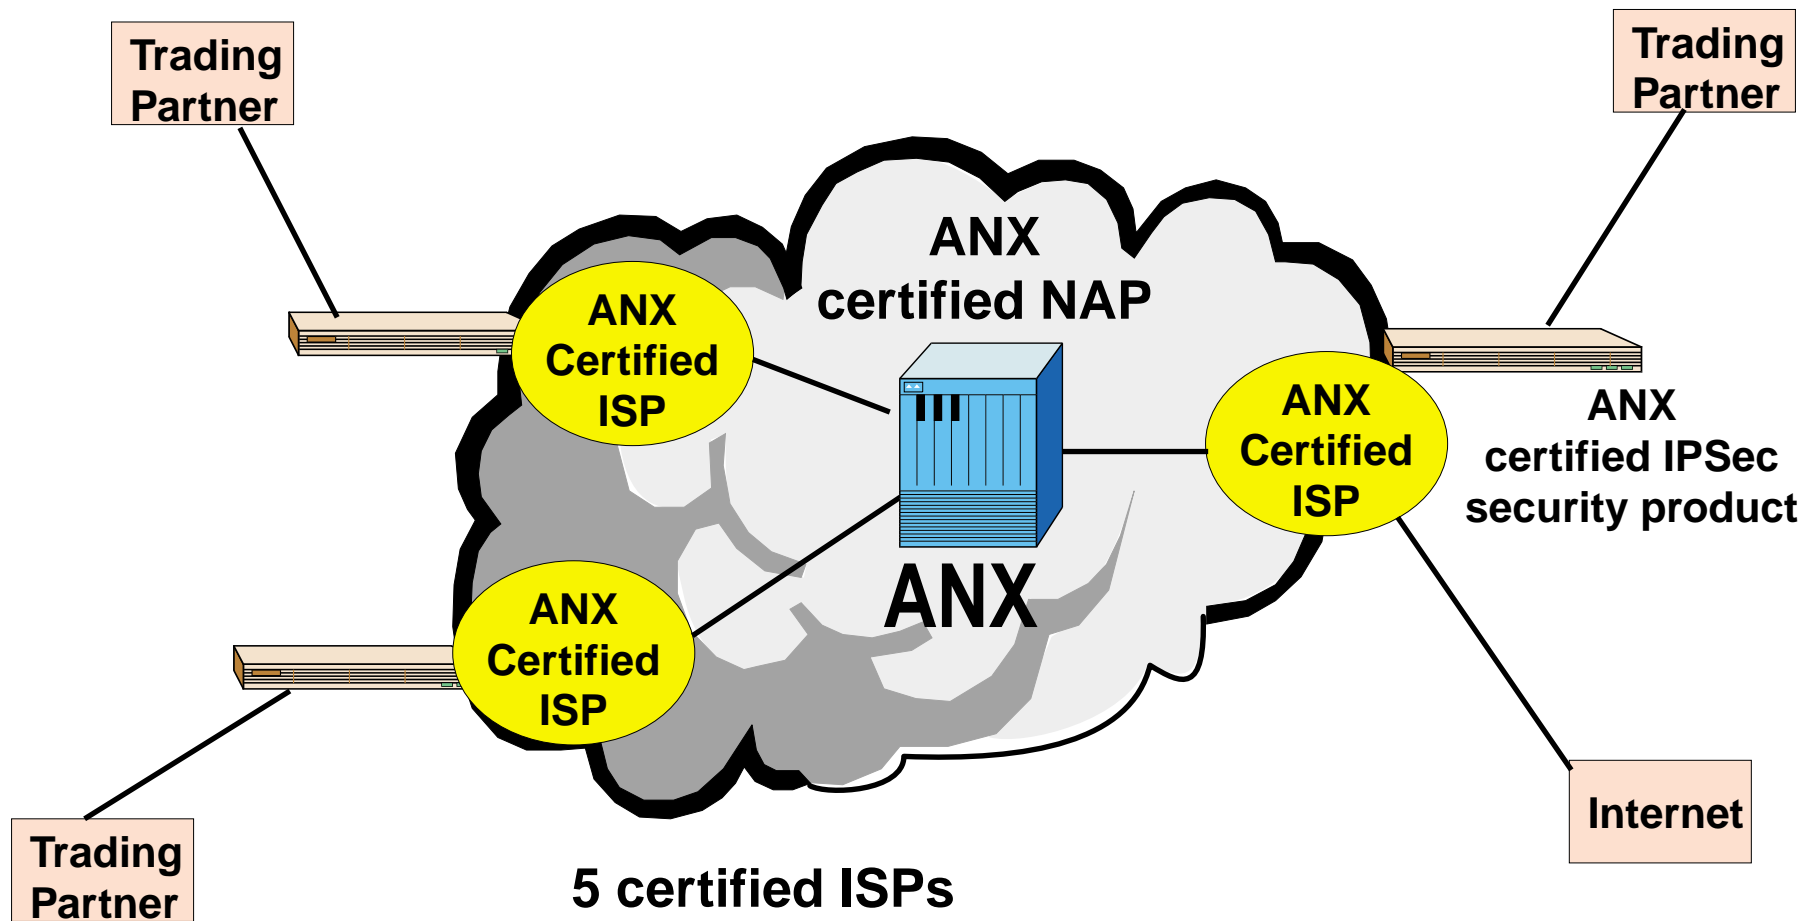 Trading
Partner
Trading
Partner
ANX
certified NAP
ANX
Certified
ISP
ANX
Certified
ISP
ANX
certified IPSec
security product
ANX
ANX
Certified
ISP
Internet
Trading
Partner
5 certified ISPs